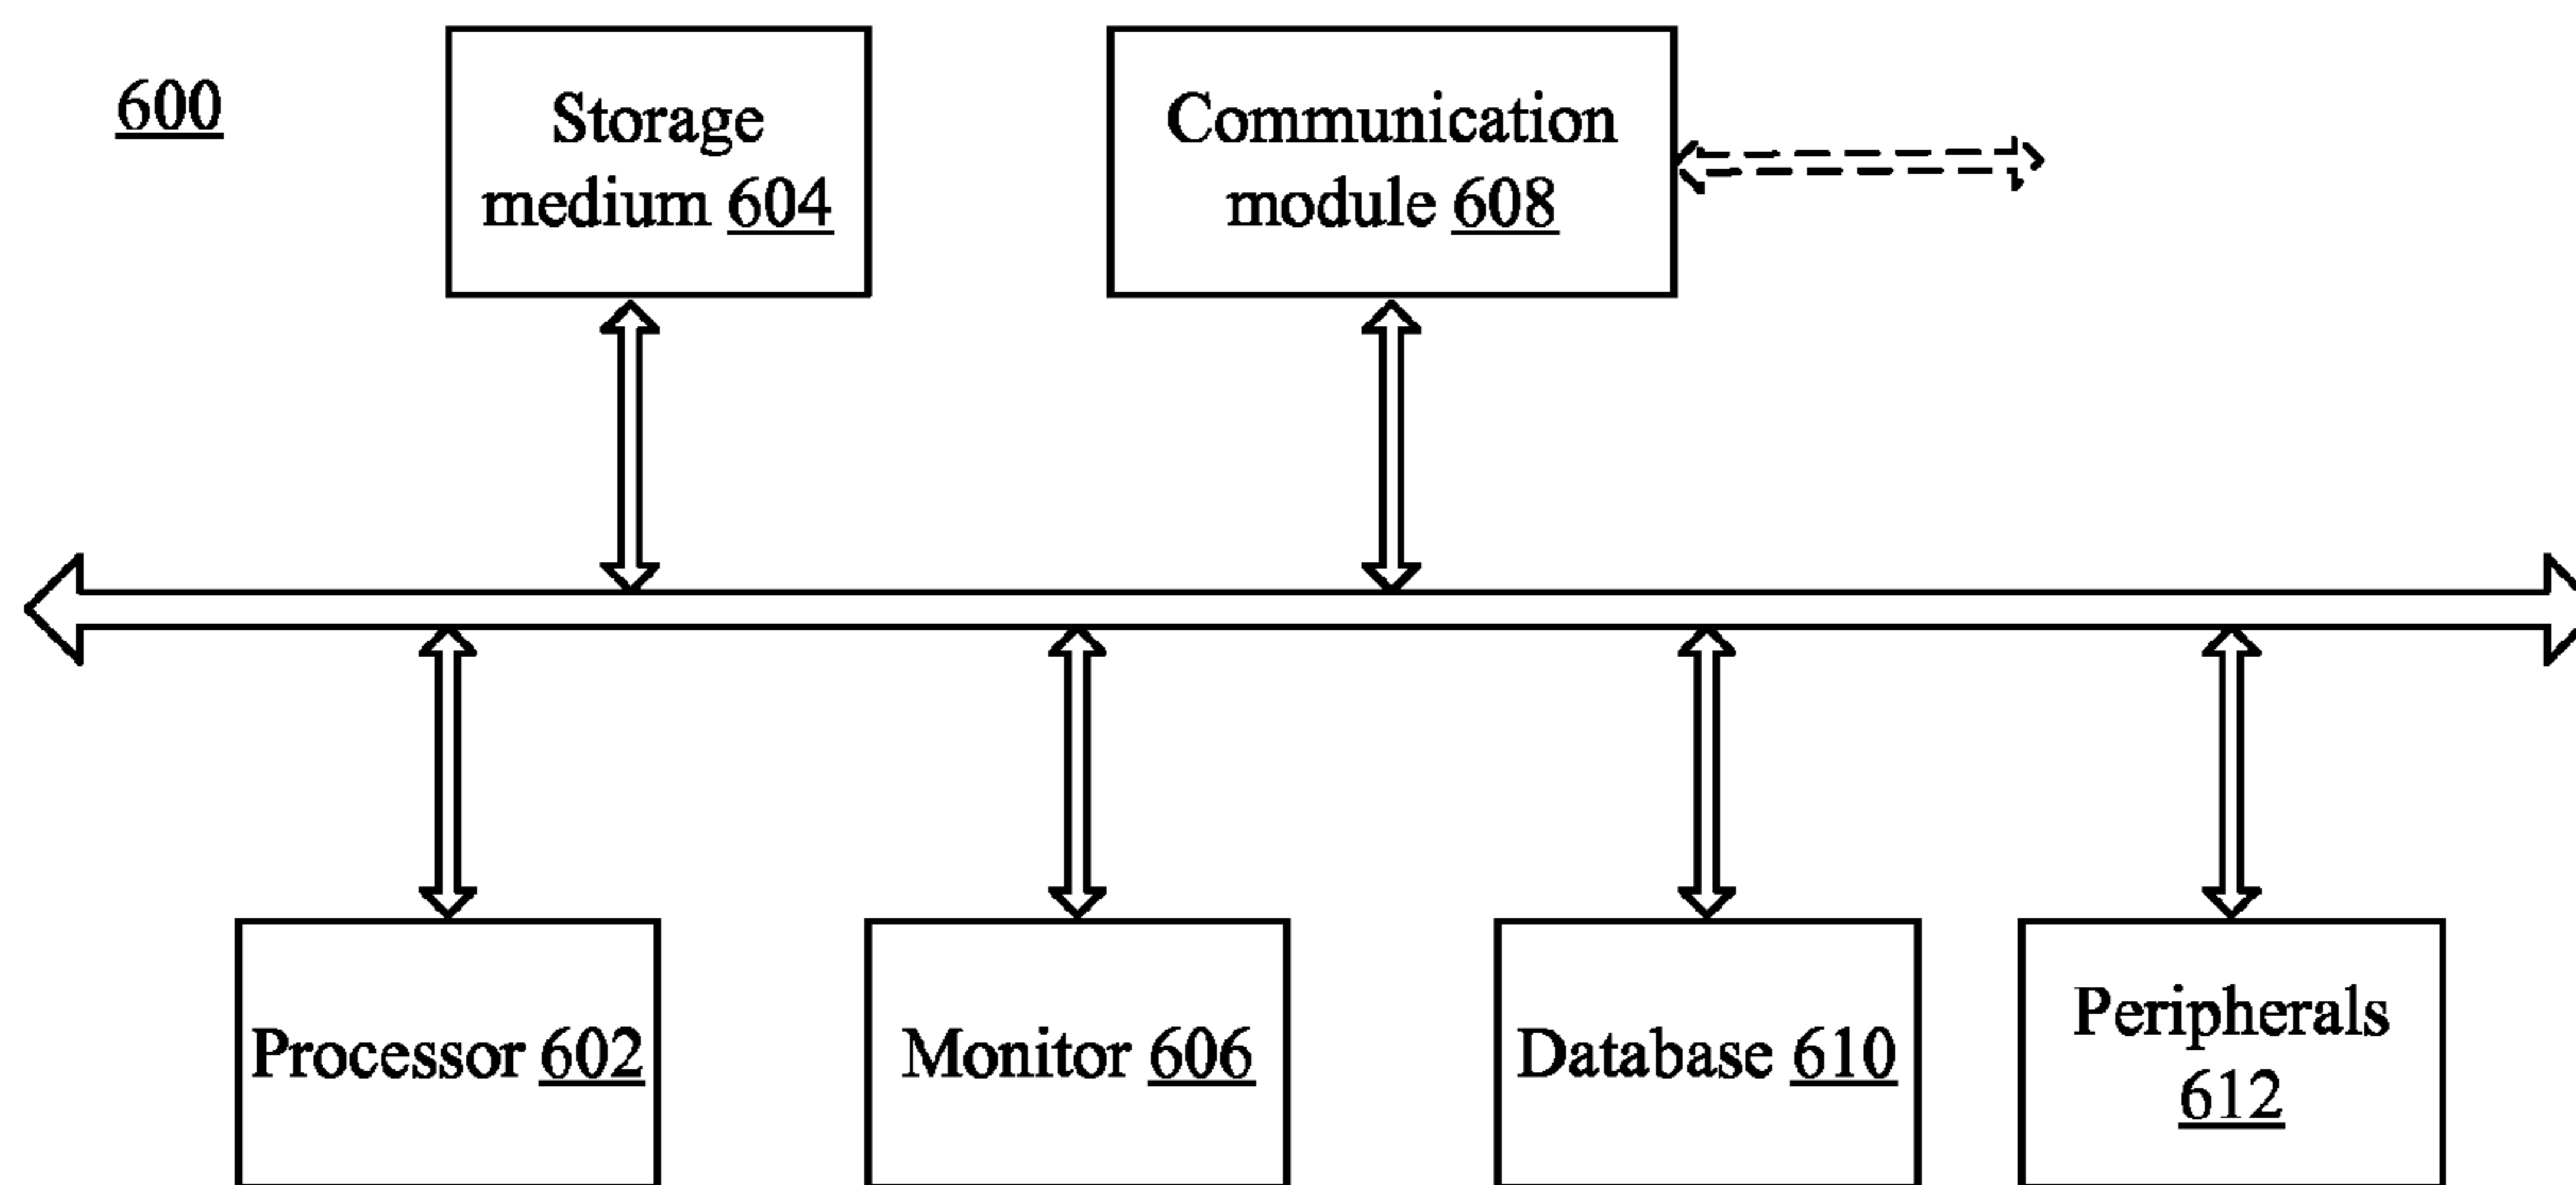 600
Storage
medium 604
Communication
module 608
Processor 602
Monitor 606
Database 610
Peripherals
612